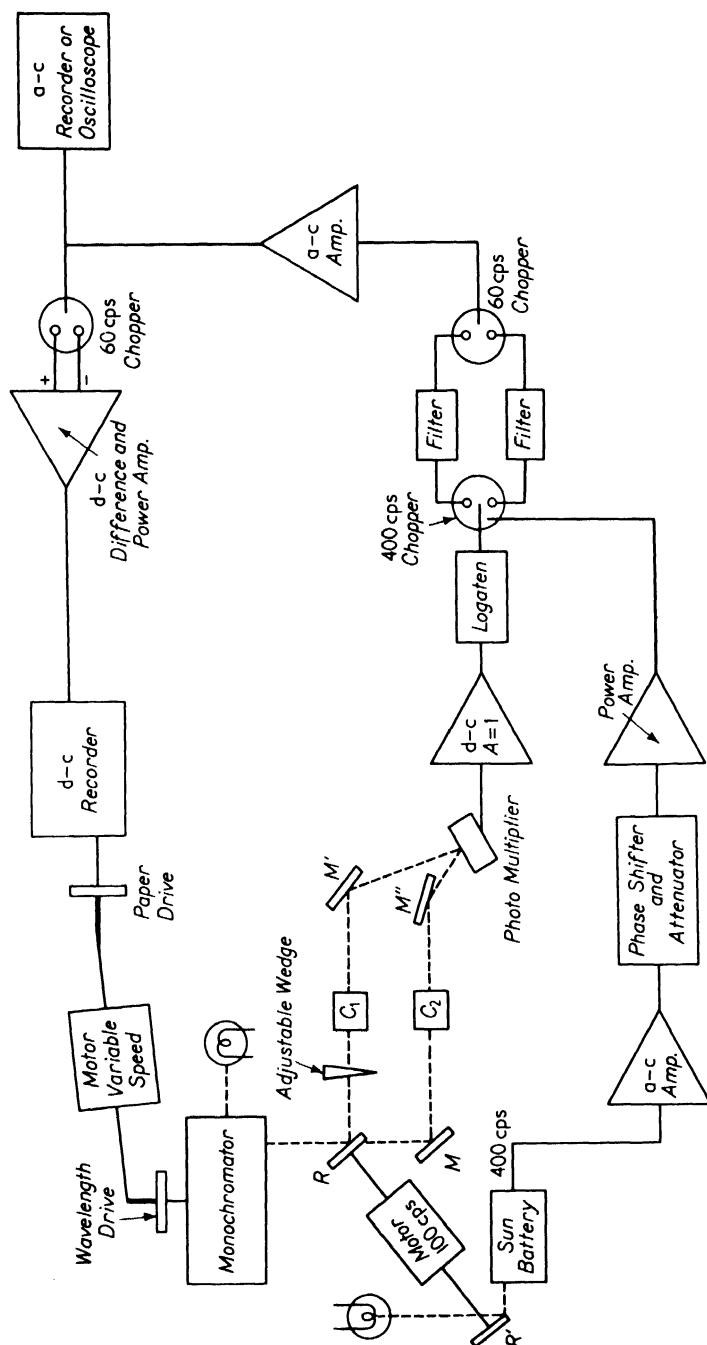 a-c
Recorder or
Oscilloscope
60 cps
Chopper
+
-
d-c
Difference and
Power Amp.
a-c
Amp.
60 cps
Chopper
Filter
Filter
400 cps
Chopper
Logaten
d-c
A=1
Power Amp.
d-c
Recorder
Paper
Drive
M'
M"
Photo Multiplier
Phase Shifter
and
Attenuator
Motor
Variable
Speed
Adjustable Wedge
C1
C2
Wavelength
Drive
Monochromator
R
M
Motor
100 cps
400 cps
a-c
Amp.
Sun
Battery
R'